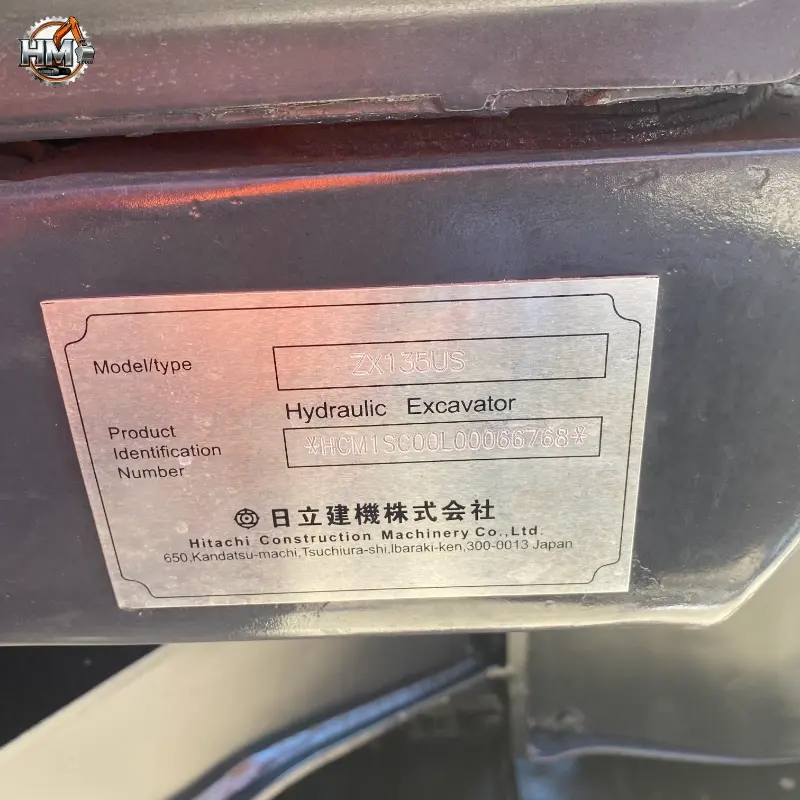 HM
Model/type ZX135US
Hydraulic Excavator
Product
Identification
Number
*HCM1SC00L00066768*
日立建機株式会社
Hitachi Construction Machinery Co.,Ltd.
650,Kandatsu-machi,Tsuchiura-shi,Ibaraki-ken,300-0013 Japan